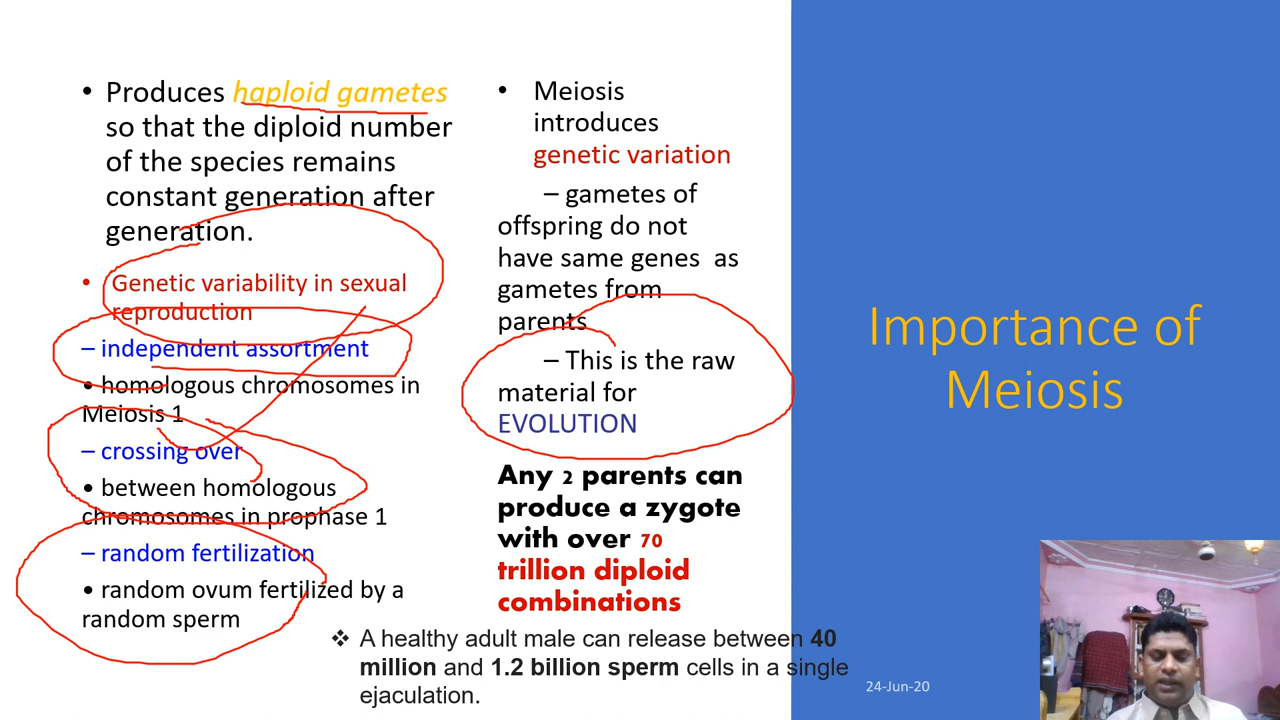 • Produces haploid gametes
so that the diploid number
of the species remains
constant generation after
generation.
• Genetic variability in sexual
reproduction
– independent assortment
• homologous chromosomes in
Meiosis 1
– crossing over
• between homologous
chromosomes in prophase 1
– random fertilization
• random ovum fertilized by a
random sperm
• Meiosis
introduces
genetic variation
– gametes of
offspring do not
have same genes as
gametes from
parents
– This is the raw
material for
EVOLUTION
Any 2 parents can
produce a zygote
with over 70
trillion diploid
combinations
❖ A healthy adult male can release between 40
million and 1.2 billion sperm cells in a single
ejaculation.
Importance of
Meiosis
24-Jun-20